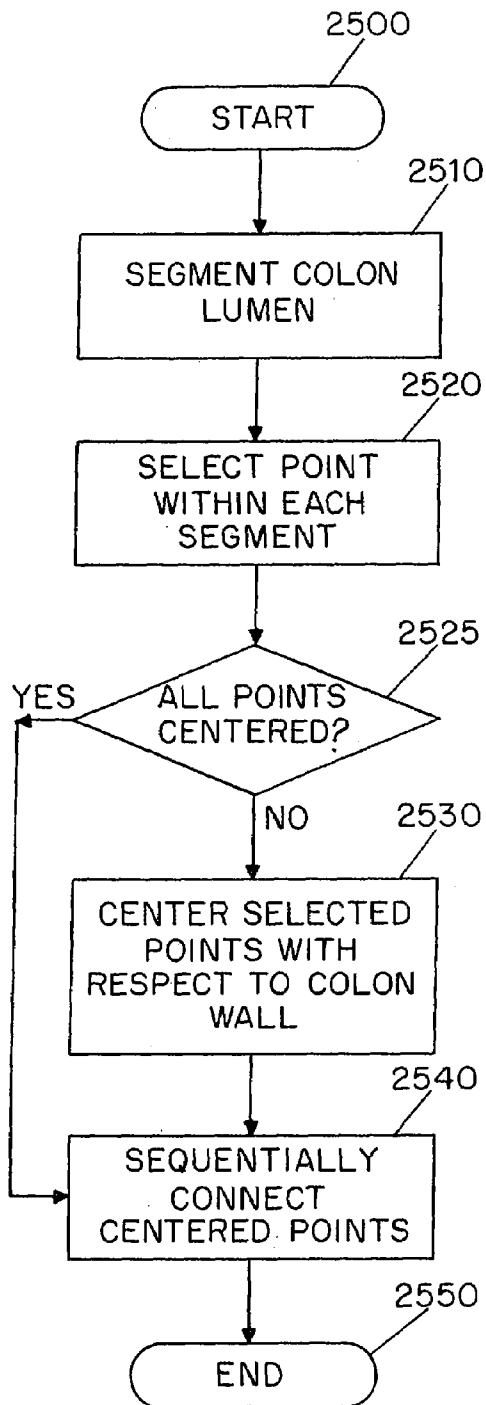 2500
START
2510
SEGMENT COLON
LUMEN
2520
SELECT POINT
WITHIN EACH
SEGMENT
2525
YES
ALL POINTS
CENTERED?
NO
2530
CENTER SELECTED
POINTS WITH
RESPECT TO COLON
WALL
2540
SEQUENTIALLY
CONNECT
CENTERED POINTS
2550
END